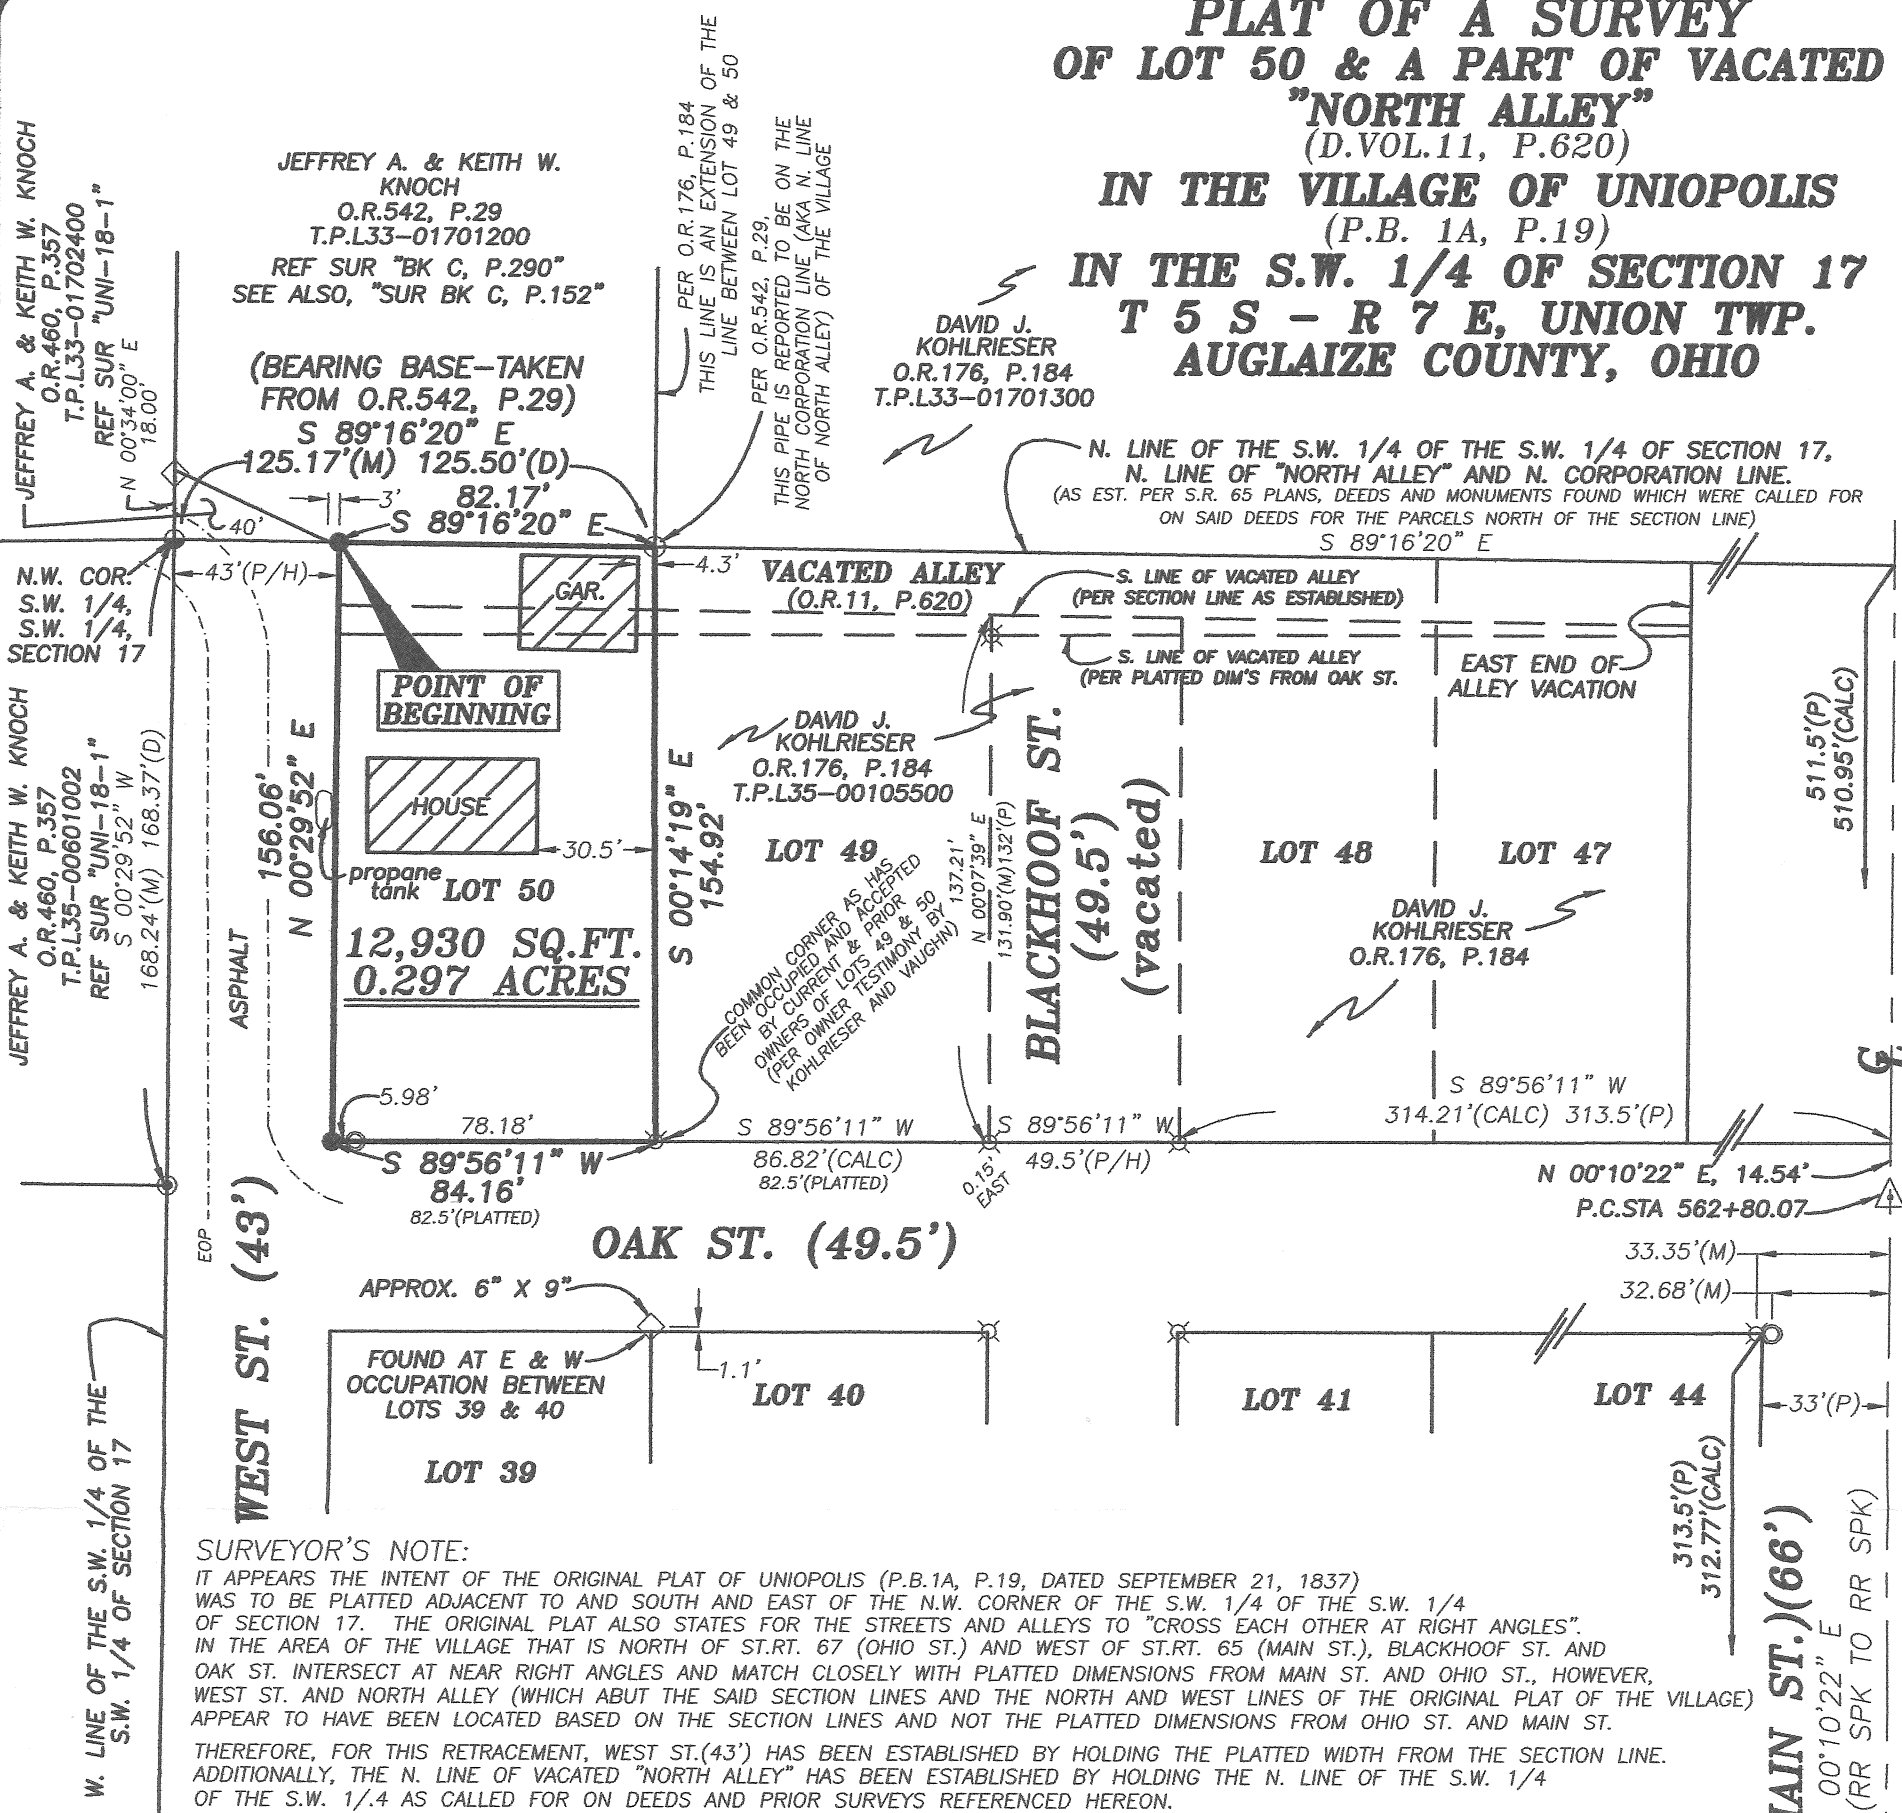 PLAT OF A SURVEY
OF LOT 50 & A PART OF VACATED
"NORTH ALLEY"
(D.VOL.11, P.620)
IN THE VILLAGE OF UNIOPOLIS
(P.B. 1A, P.19)
IN THE S.W. 1/4 OF SECTION 17
T 5 S - R 7 E, UNION TWP.
AUGLAIZE COUNTY, OHIO
JEFFREY A. & KEITH W. KNOCH
O.R.460, P.357
T.P.L33-01702400
REF SUR "UNI-18-1"
N 00°34'00" E
18.00'
JEFFREY A. & KEITH W.
KNOCH
O.R.542, P.29
T.P.L33-01701200
REF SUR "BK C, P.290"
SEE ALSO, "SUR BK C, P.152"
(BEARING BASE-TAKEN
FROM O.R.542, P.29)
S 89°16'20" E
125.17'(M) 125.50'(D)
3'
82.17'
S 89°16'20" E
40'
43'(P/H)
PER O.R.176, P.184
THIS LINE IS AN EXTENSION OF THE
LINE BETWEEN LOT 49 & 50
PER O.R.542, P.29,
THIS PIPE IS REPORTED TO BE ON THE
NORTH CORPORATION LINE (AKA N. LINE
OF NORTH ALLEY) OF THE VILLAGE
DAVID J.
KOHLRIESER
O.R.176, P.184
T.P.L33-01701300
N. LINE OF THE S.W. 1/4 OF THE S.W. 1/4 OF SECTION 17,
N. LINE OF "NORTH ALLEY" AND N. CORPORATION LINE.
(AS EST. PER S.R. 65 PLANS, DEEDS AND MONUMENTS FOUND WHICH WERE CALLED FOR
ON SAID DEEDS FOR THE PARCELS NORTH OF THE SECTION LINE)
S 89°16'20" E
N.W. COR.
S.W. 1/4,
S.W. 1/4,
SECTION 17
GAR.
4.3'
VACATED ALLEY
(O.R.11, P.620)
S. LINE OF VACATED ALLEY
(PER SECTION LINE AS ESTABLISHED)
S. LINE OF VACATED ALLEY
(PER PLATTED DIM'S FROM OAK ST.
EAST END OF
ALLEY VACATION
POINT OF
BEGINNING
JEFFREY A. & KEITH W. KNOCH
O.R.460, P.357
T.P.L35-00601002
REF SUR "UNI-18-1"
S 00°29'52" W
168.24'(M) 168.37'(D)
ASPHALT
EOP
156.06'
N 00°29'52" E
HOUSE
30.5'
propane
tank
LOT 50
12,930 SQ.FT.
0.297 ACRES
S 00°14'19" E
154.92'
DAVID J.
KOHLRIESER
O.R.176, P.184
T.P.L35-00105500
LOT 49
COMMON CORNER AS HAS
BEEN OCCUPIED AND ACCEPTED
BY CURRENT & PRIOR
OWNERS OF LOTS 49 & 50
(PER OWNER TESTIMONY BY
KOHLRIESER AND VAUGHN)
137.21'
N 00°07'39" E
131.90'(M)132'(P)
BLACKHOOF ST.
(49.5')
(vacated)
LOT 48
LOT 47
DAVID J.
KOHLRIESER
O.R.176, P.184
511.5'(P)
510.95'(CALC)
5.98'
78.18'
S 89°56'11" W
84.16'
82.5'(PLATTED)
S 89°56'11" W
86.82'(CALC)
82.5'(PLATTED)
0.15'
EAST
S 89°56'11" W
49.5'(P/H)
S 89°56'11" W
314.21'(CALC) 313.5'(P)
N 00°10'22" E, 14.54'
P.C.STA 562+80.07
33.35'(M)
32.68'(M)
WEST ST. (43')
OAK ST. (49.5')
APPROX. 6" X 9"
FOUND AT E & W
OCCUPATION BETWEEN
LOTS 39 & 40
1.1'
LOT 39
LOT 40
LOT 41
LOT 44
33'(P)
313.5'(P)
312.77'(CALC)
MAIN ST.)(66')
00°10'22" E
(RR SPK TO RR SPK)
W. LINE OF THE S.W. 1/4 OF THE
S.W. 1/4 OF SECTION 17
SURVEYOR'S NOTE:
IT APPEARS THE INTENT OF THE ORIGINAL PLAT OF UNIOPOLIS (P.B.1A, P.19, DATED SEPTEMBER 21, 1837)
WAS TO BE PLATTED ADJACENT TO AND SOUTH AND EAST OF THE N.W. CORNER OF THE S.W. 1/4 OF THE S.W. 1/4
OF SECTION 17. THE ORIGINAL PLAT ALSO STATES FOR THE STREETS AND ALLEYS TO "CROSS EACH OTHER AT RIGHT ANGLES".
IN THE AREA OF THE VILLAGE THAT IS NORTH OF ST.RT. 67 (OHIO ST.) AND WEST OF ST.RT. 65 (MAIN ST.), BLACKHOOF ST. AND
OAK ST. INTERSECT AT NEAR RIGHT ANGLES AND MATCH CLOSELY WITH PLATTED DIMENSIONS FROM MAIN ST. AND OHIO ST., HOWEVER,
WEST ST. AND NORTH ALLEY (WHICH ABUT THE SAID SECTION LINES AND THE NORTH AND WEST LINES OF THE ORIGINAL PLAT OF THE VILLAGE)
APPEAR TO HAVE BEEN LOCATED BASED ON THE SECTION LINES AND NOT THE PLATTED DIMENSIONS FROM OHIO ST. AND MAIN ST.
THEREFORE, FOR THIS RETRACEMENT, WEST ST.(43') HAS BEEN ESTABLISHED BY HOLDING THE PLATTED WIDTH FROM THE SECTION LINE.
ADDITIONALLY, THE N. LINE OF VACATED "NORTH ALLEY" HAS BEEN ESTABLISHED BY HOLDING THE N. LINE OF THE S.W. 1/4
OF THE S.W. 1/.4 AS CALLED FOR ON DEEDS AND PRIOR SURVEYS REFERENCED HEREON.